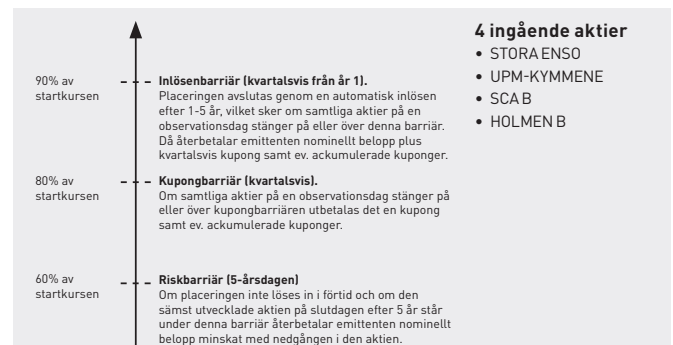 4 ingående aktier
• STORA ENSO
• UPM-KYMMENE
• SCA B
• HOLMEN B
90% av
startkursen
Inlösenbarriär (kvartalsvis från år 1).
Placeringen avslutas genom en automatisk inlösen
efter 1-5 år, vilket sker om samtliga aktier på en
observationsdag stänger på eller över denna barriär.
Då återbetalar emittenten nominellt belopp plus
kvartalsvis kupong samt ev. ackumulerade kuponger.
80% av
startkursen
Kupongbarriär (kvartalsvis).
Om samtliga aktier på en observationsdag stänger på
eller över kupongbarriären utbetalas det en kupong
samt ev. ackumulerade kuponger.
60% av
startkursen
Riskbarriär (5-årsdagen)
Om placeringen inte löses in i förtid och om den
sämst utvecklade aktien på slutdagen efter 5 år står
under denna barriär återbetalar emittenten nominellt
belopp minskat med nedgången i den aktien.